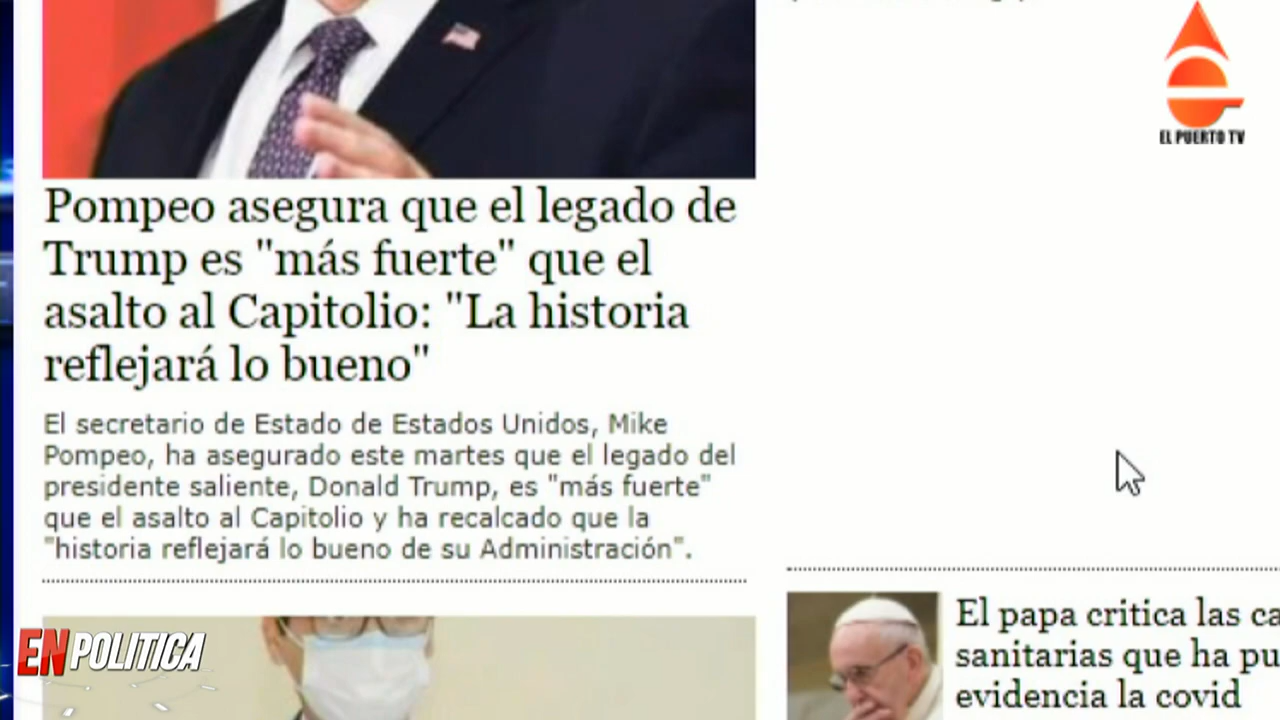 EL PUERTO TV
Pompeo asegura que el legado de
Trump es "más fuerte" que el
asalto al Capitolio: "La historia
reflejará lo bueno"
El secretario de Estado de Estados Unidos, Mike
Pompeo, ha asegurado este martes que el legado del
presidente saliente, Donald Trump, es "más fuerte"
que el asalto al Capitolio y ha recalcado que la
"historia reflejará lo bueno de su Administración".
El papa critica las ca
sanitarias que ha pu
evidencia la covid
EN POLITICA